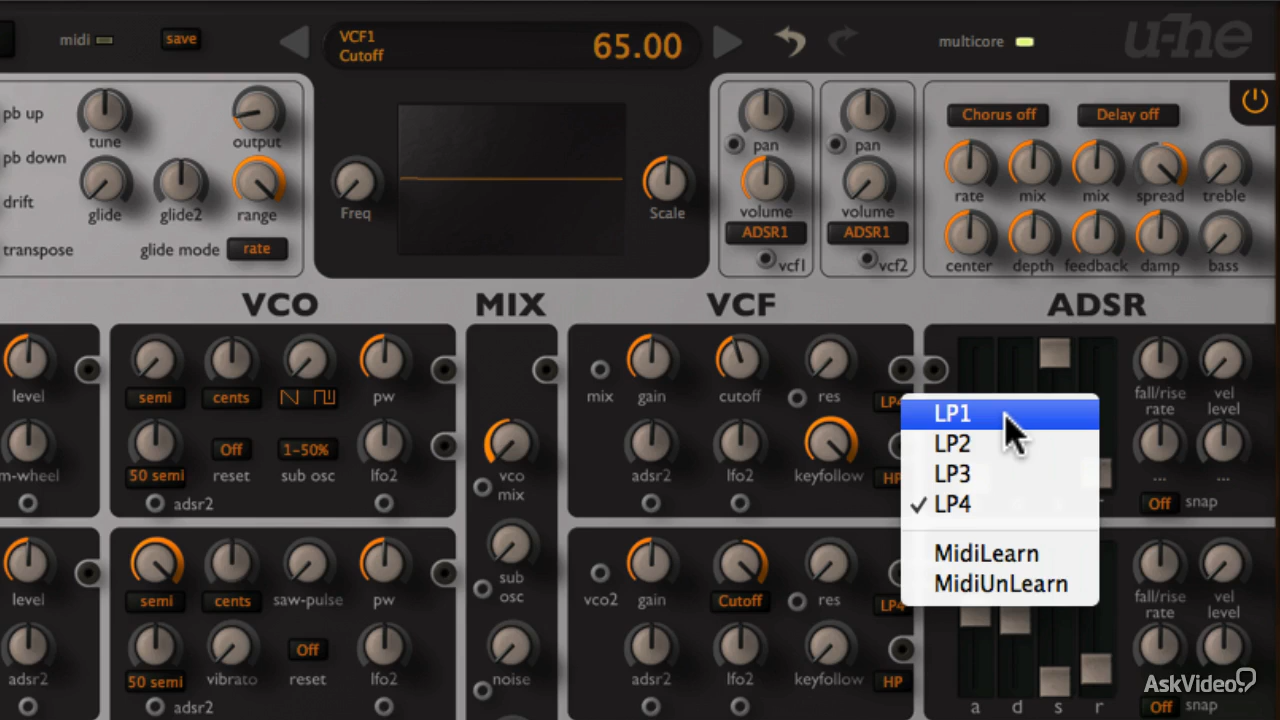 midi
save
VCF1
Cutoff
65.00
multicore
u-he
pb up
tune
output
pb down
drift
glide
glide2
range
transpose
glide mode
rate
Freq
Scale
pan
pan
volume
volume
ADSR1
ADSR1
vcf1
vcf2
Chorus off
Delay off
rate
mix
mix
spread
treble
center
depth
feedback
damp
bass
VCO
MIX
VCF
ADSR
level
semi
cents
pw
m-wheel
50 semi
Off
reset
1-50%
sub osc
lfo2
adsr2
vco
mix
sub
osc
noise
mix
gain
cutoff
res
LP4
adsr2
lfo2
keyfollow
HP
fall/rise
rate
vel
level
...
...
Off
snap
r
LP1
LP2
LP3
✓ LP4
MidiLearn
MidiUnLearn
level
semi
cents
saw-pulse
pw
adsr2
50 semi
vibrato
Off
reset
lfo2
adsr2
vco2
gain
Cutoff
res
LP4
adsr2
lfo2
keyfollow
HP
fall/rise
rate
vel
level
a d s r
Off
snap
AskVideo